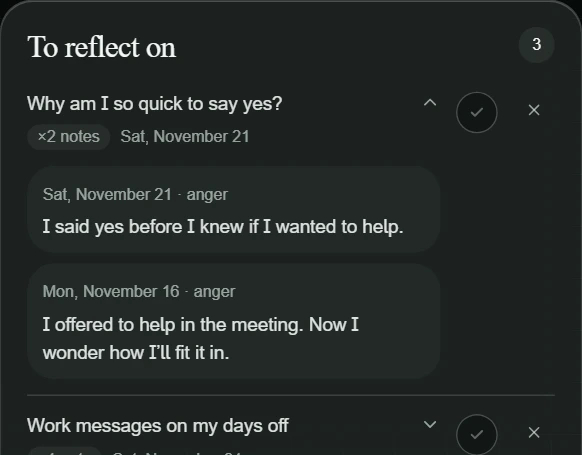 To reflect on
3
Why am I so quick to say yes?
×2 notes Sat, November 21
Sat, November 21 · anger
I said yes before I knew if I wanted to help.
Mon, November 16 · anger
I offered to help in the meeting. Now I
wonder how I'll fit it in.
Work messages on my days off